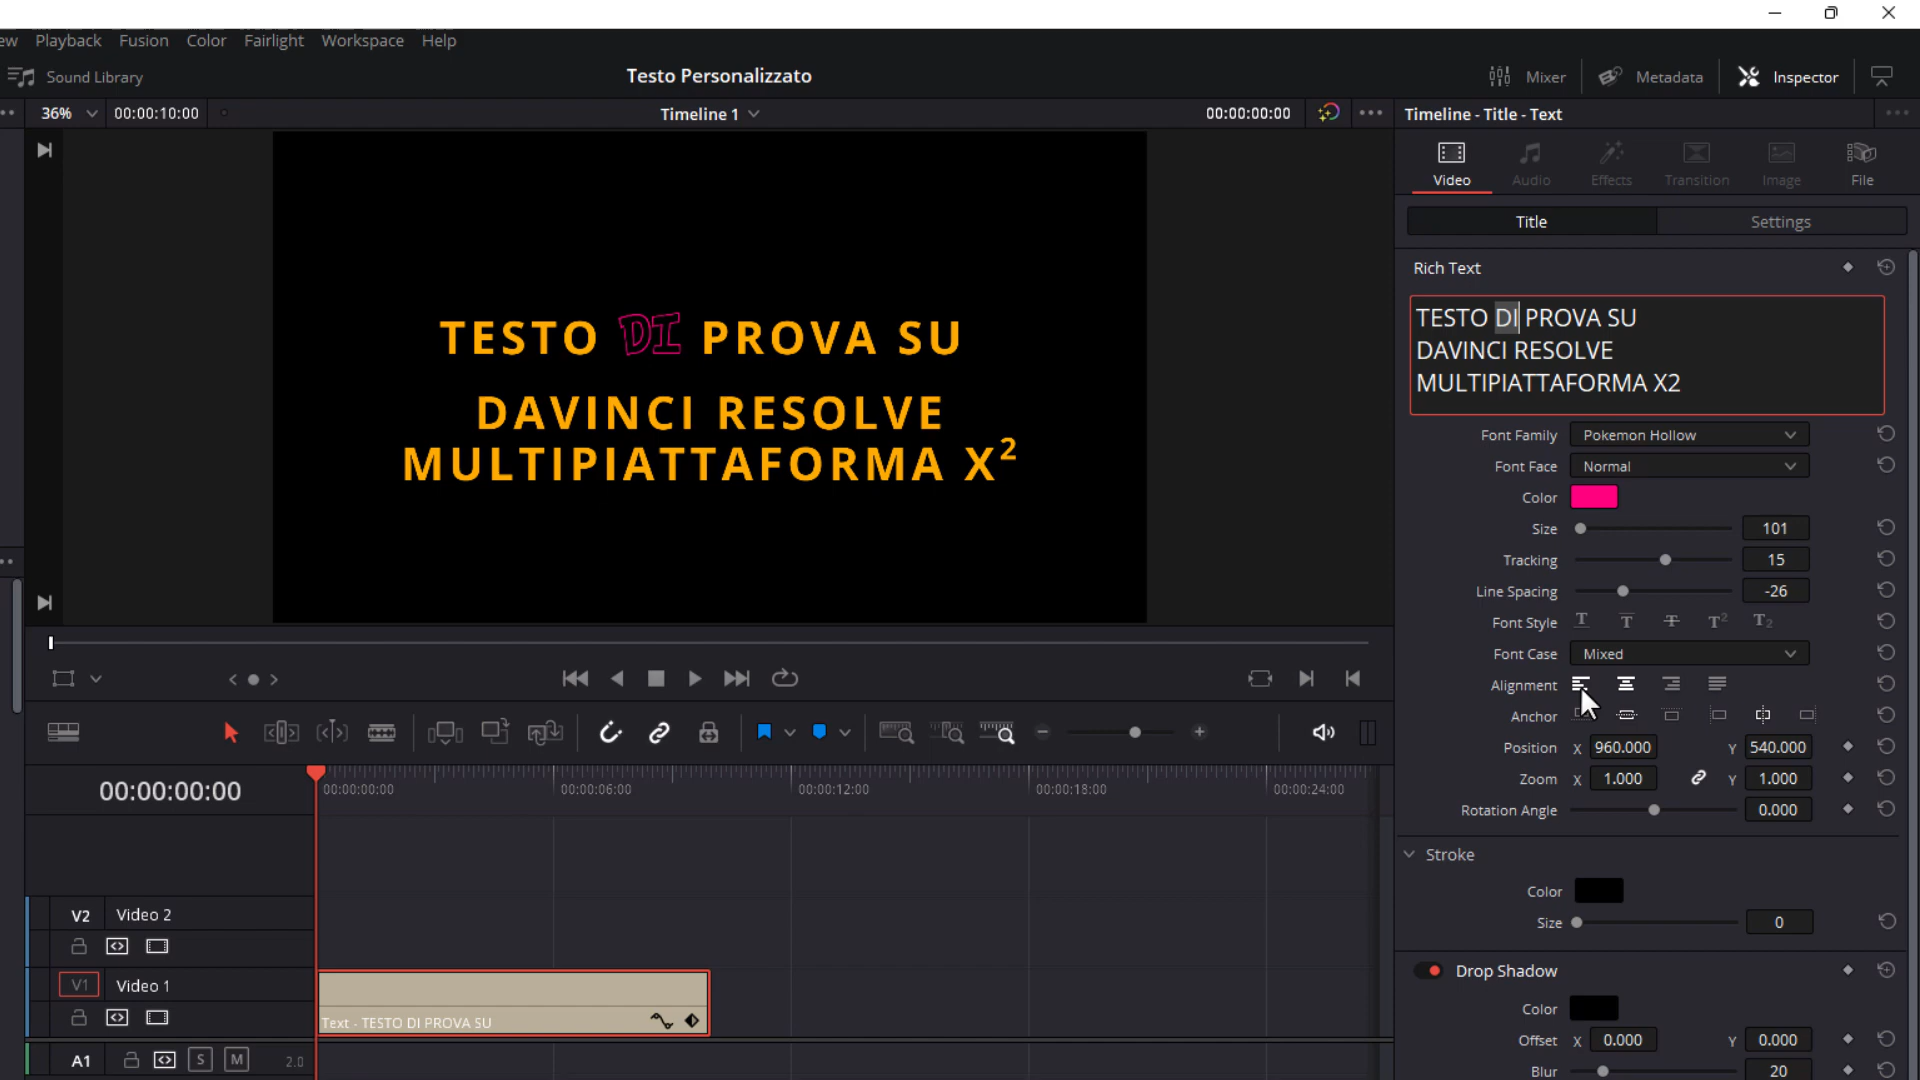 ew Playback Fusion Color Fairlight Workspace Help
Sound Library Testo Personalizzato Mixer Metadata Inspector
36% 00:00:10:00 Timeline 1 00:00:00:00 Timeline - Title - Text
Video Audio Effects Transition Image File
Title Settings
Rich Text
TESTO DI PROVA SU
DAVINCI RESOLVE
MULTIPIATTAFORMA X2
TESTO DI PROVA SU
DAVINCI RESOLVE
MULTIPIATTAFORMA X²
Font Family Pokemon Hollow
Font Face Normal
Color
Size 101
Tracking 15
Line Spacing -26
Font Style T T T T² T₂
Font Case Mixed
Alignment
Anchor
Position X 960.000 Y 540.000
Zoom X 1.000 Y 1.000
Rotation Angle 0.000
Stroke
Color
Size 0
Drop Shadow
Color
Offset X 0.000 Y 0.000
Blur 20
00:00:00:00 00:00:00:00 00:00:06:00 00:00:12:00 00:00:18:00 00:00:24:00
V2 Video 2
V1 Video 1
Text - TESTO DI PROVA SU
A1 S M 2.0